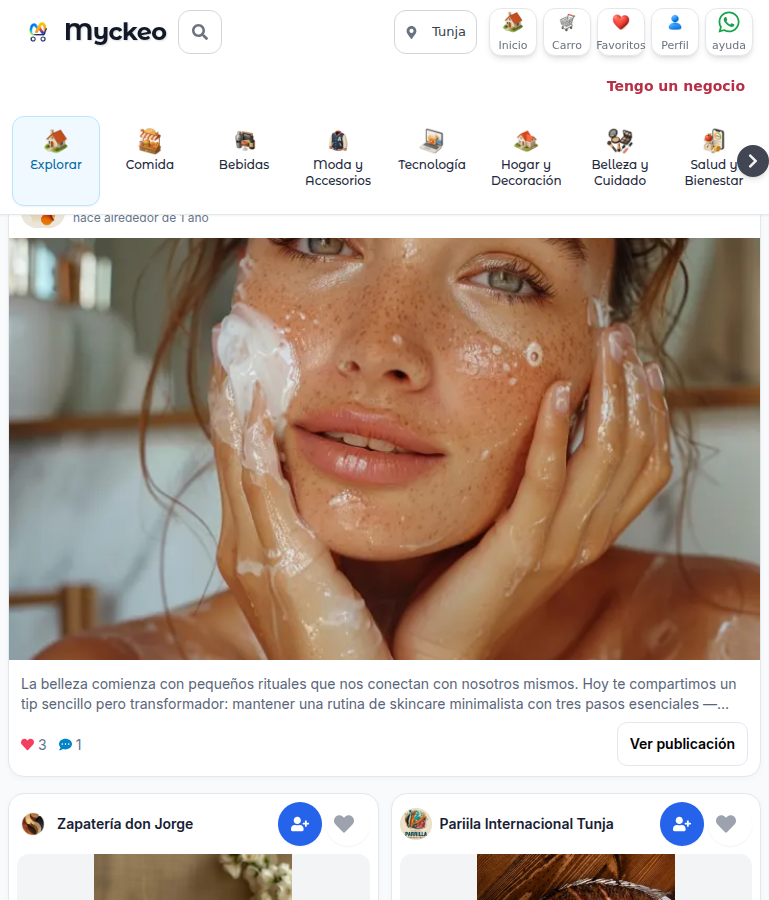 Myckeo
Tunja
Inicio
Carro
Favoritos
Perfil
ayuda
Tengo un negocio
Explorar
Comida
Bebidas
Moda y
Accesorios
Tecnología
Hogar y
Decoración
Belleza y
Cuidado
Salud y
Bienestar
hace alrededor de 1 año
La belleza comienza con pequeños rituales que nos conectan con nosotros mismos. Hoy te compartimos un
tip sencillo pero transformador: mantener una rutina de skincare minimalista con tres pasos esenciales —...
3
1
Ver publicación
Zapatería don Jorge
PARRILLA
Pariila Internacional Tunja